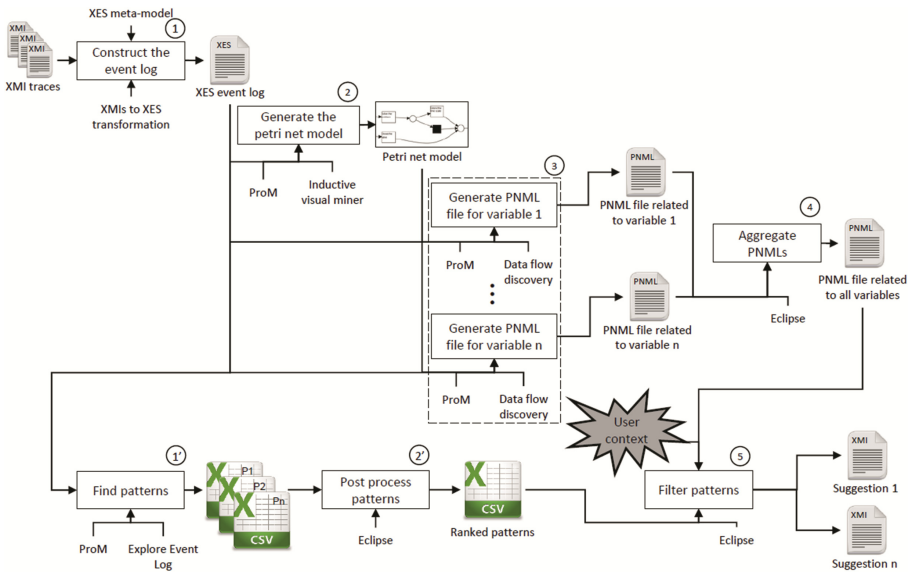 XES meta-model
1
XMI
XMI
XMI
Construct the
event log
XES
XMI traces
XES event log
XMIs to XES
transformation
2
Generate the
petri net model
Petri net model
ProM
Inductive
visual miner
3
Generate PNML
file for variable 1
PNML
PNML file related
to variable 1
ProM
Data flow
discovery
4
Aggregate
PNMLs
PNML
PNML file related
to all variables
Eclipse
Generate PNML
file for variable n
PNML
PNML file related
to variable n
ProM
Data flow
discovery
User
context
1'
Find patterns
ProM
Explore Event
Log
P1
P2
Pn
CSV
2'
Post process
patterns
Eclipse
CSV
Ranked patterns
5
Filter patterns
Eclipse
XMI
Suggestion 1
XMI
Suggestion n